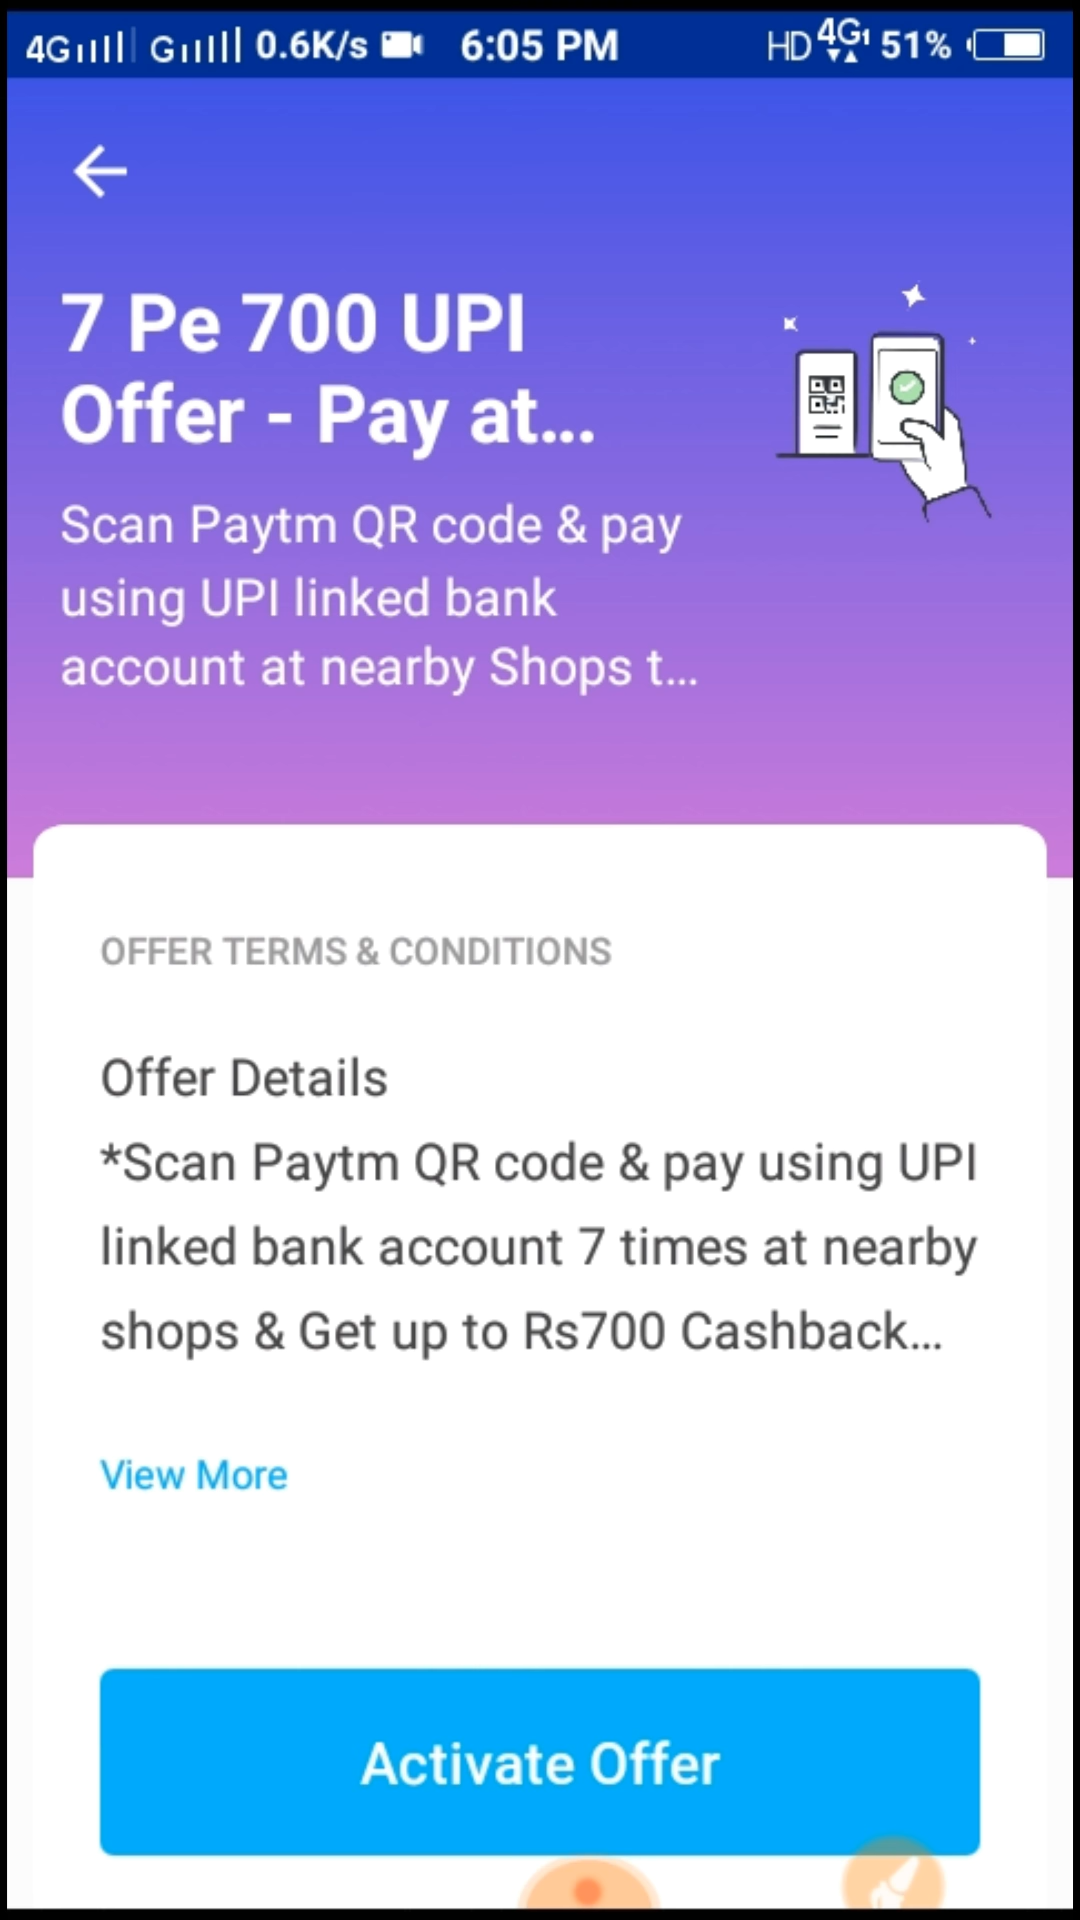 4G G 0.6K/s 6:05 PM HD 4G1 51%
7 Pe 700 UPI
Offer - Pay at...
Scan Paytm QR code & pay
using UPI linked bank
account at nearby Shops t...
OFFER TERMS & CONDITIONS
Offer Details
*Scan Paytm QR code & pay using UPI
linked bank account 7 times at nearby
shops & Get up to Rs700 Cashback...
View More
Activate Offer